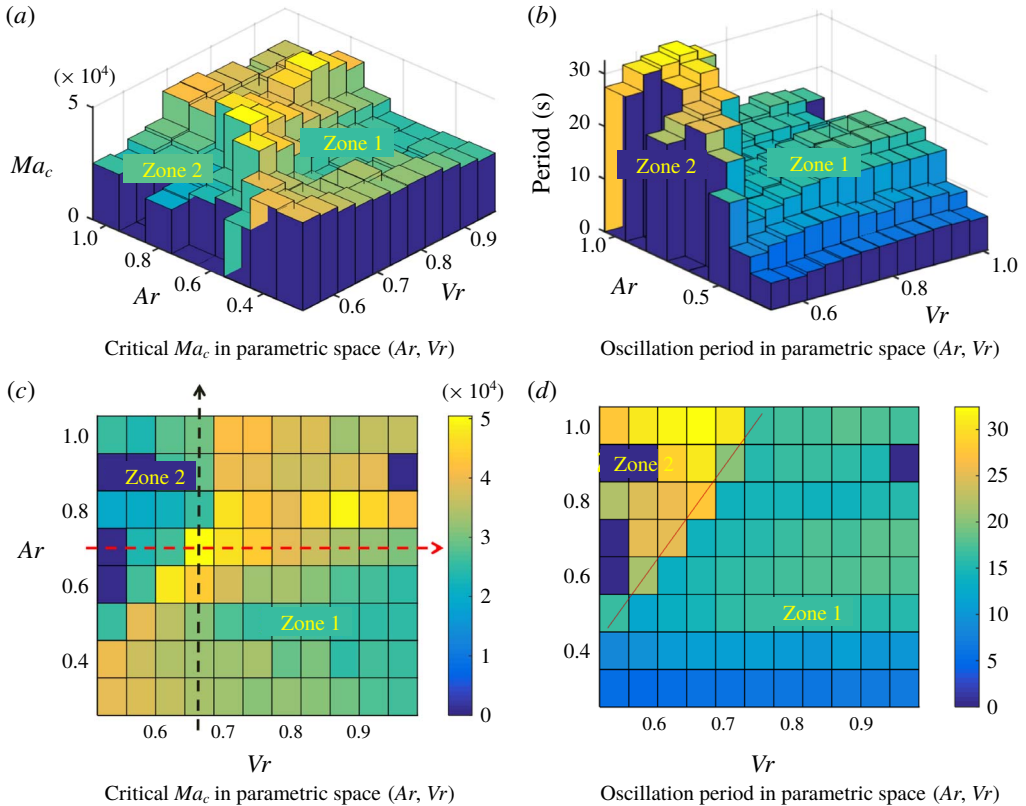 (a)
(× 10⁴)
5
Ma_c
0
1.0
0.8
0.6
0.4
Ar
0.6
0.7
0.8
0.9
Vr
Zone 2
Zone 1
Critical Ma_c in parametric space (Ar, Vr)
(b)
30
20
10
0
Period (s)
1.0
0.5
Ar
0.6
0.8
1.0
Vr
Zone 2
Zone 1
Oscillation period in parametric space (Ar, Vr)
(c)
(× 10⁴)
1.0
0.8
Ar
0.6
0.4
Zone 2
Zone 1
0.6
0.7
0.8
0.9
Vr
5
4
3
2
1
0
Critical Ma_c in parametric space (Ar, Vr)
(d)
1.0
0.8
0.6
0.4
Zone 2
Zone 1
0.6
0.7
0.8
0.9
Vr
30
25
20
15
10
5
0
Oscillation period in parametric space (Ar, Vr)